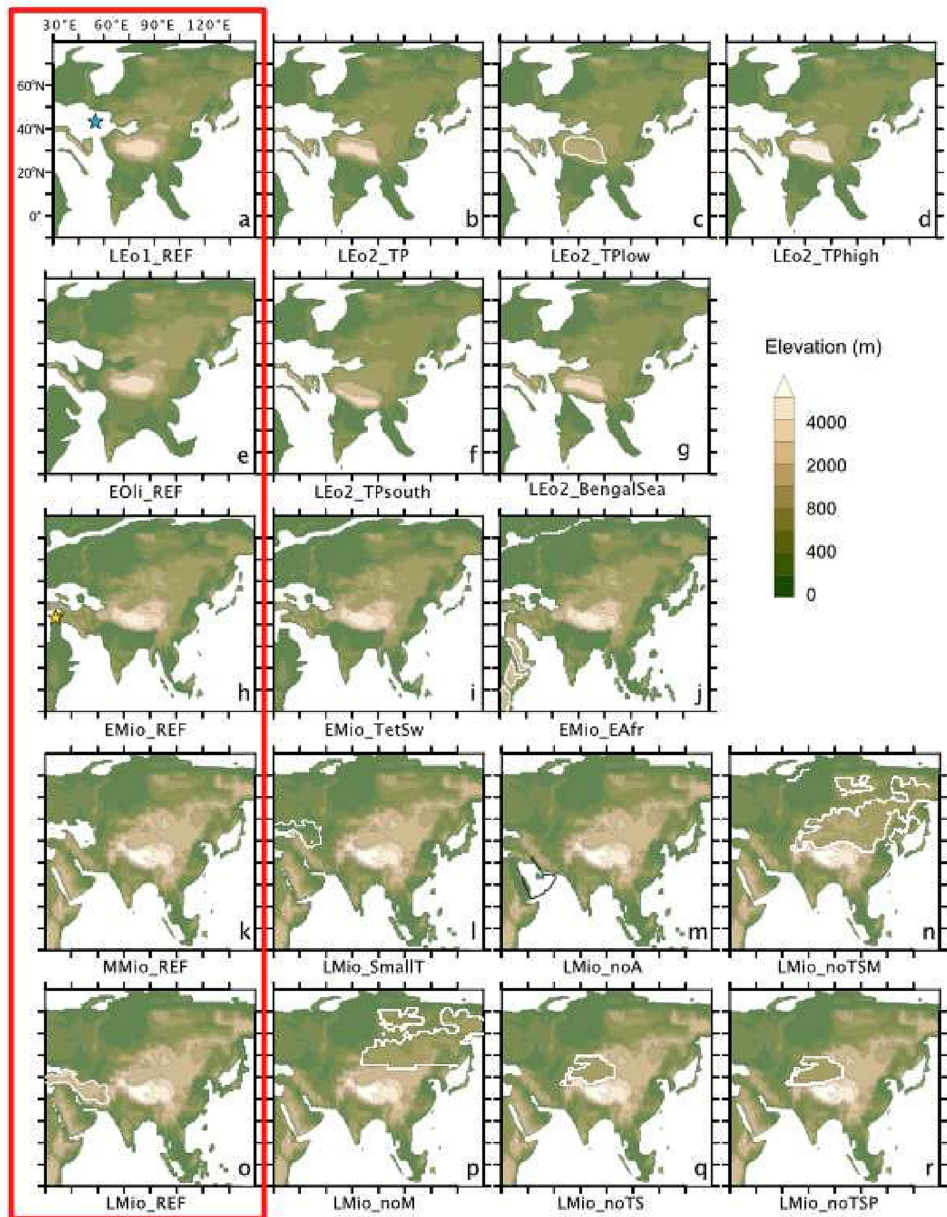 30°E 60°E 90°E 120°E
60°N
40°N
20°N
0°
a b c d
LEo1_REF LEo2_TP LEo2_TPlow LEo2_TPhigh
Elevation (m)
4000
2000
800
400
0
e f g
EOli_REF LEo2_TPsouth LEo2_BengalSea
h i j
EMio_REF EMio_TetSw EMio_EAfr
k l m n
MMio_REF LMio_SmallT LMio_noA LMio_noTSM
o p q r
LMio_REF LMio_noM LMio_noTS LMio_noTSP